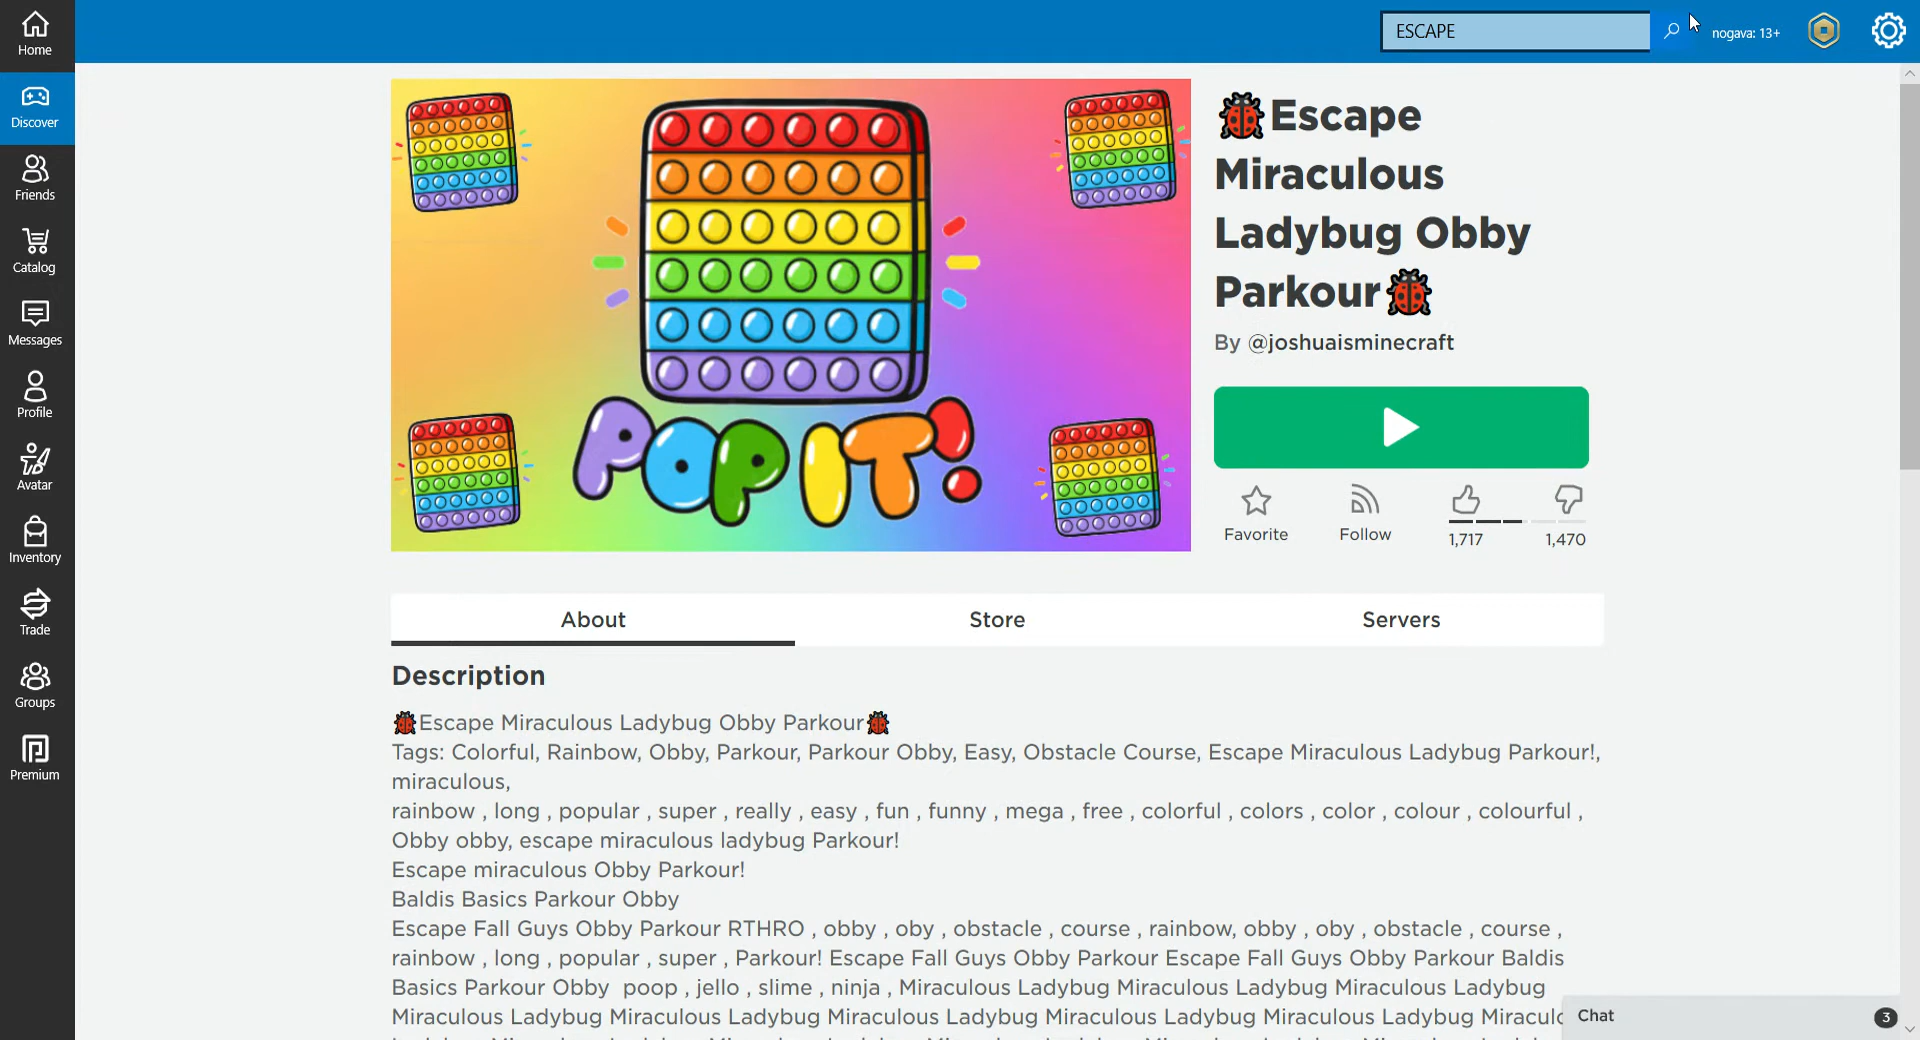 Home
Discover
Friends
Catalog
Messages
Profile
Avatar
Inventory
Trade
Groups
Premium
ESCAPE
nogava: 13+
POP IT!
🐞Escape
Miraculous
Ladybug Obby
Parkour🐞
By @joshuaisminecraft
Favorite
Follow
1,717
1,470
About
Store
Servers
Description
🐞Escape Miraculous Ladybug Obby Parkour🐞
Tags: Colorful, Rainbow, Obby, Parkour, Parkour Obby, Easy, Obstacle Course, Escape Miraculous Ladybug Parkour!,
miraculous,
rainbow , long , popular , super , really , easy , fun , funny , mega , free , colorful , colors , color , colour , colourful ,
Obby obby, escape miraculous ladybug Parkour!
Escape miraculous Obby Parkour!
Baldis Basics Parkour Obby
Escape Fall Guys Obby Parkour RTHRO , obby , oby , obstacle , course , rainbow, obby , oby , obstacle , course ,
rainbow , long , popular , super , Parkour! Escape Fall Guys Obby Parkour Escape Fall Guys Obby Parkour Baldis
Basics Parkour Obby  poop , jello , slime , ninja , Miraculous Ladybug Miraculous Ladybug Miraculous Ladybug
Miraculous Ladybug Miraculous Ladybug Miraculous Ladybug Miraculous Ladybug Miraculous Ladybug Miraculo
Chat
3